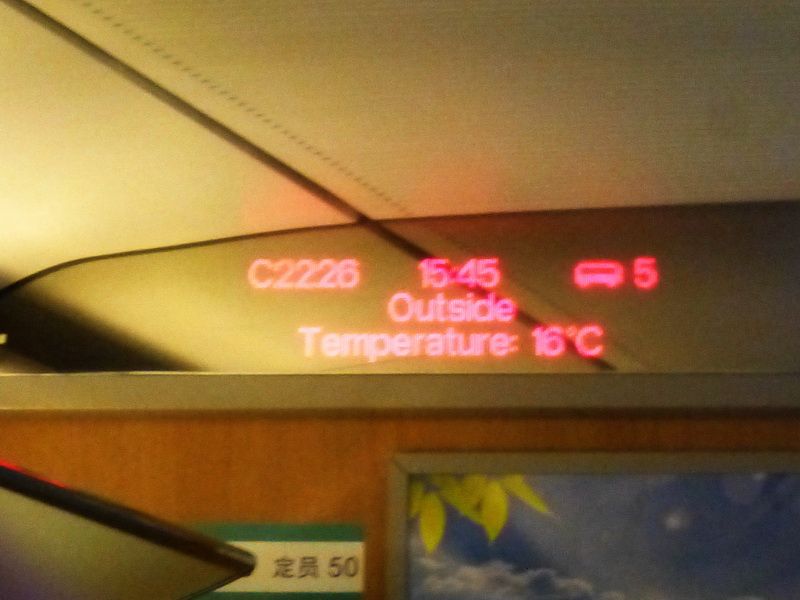 C2226 15:45 5
Outside
Temperature: 16°C
定员 50